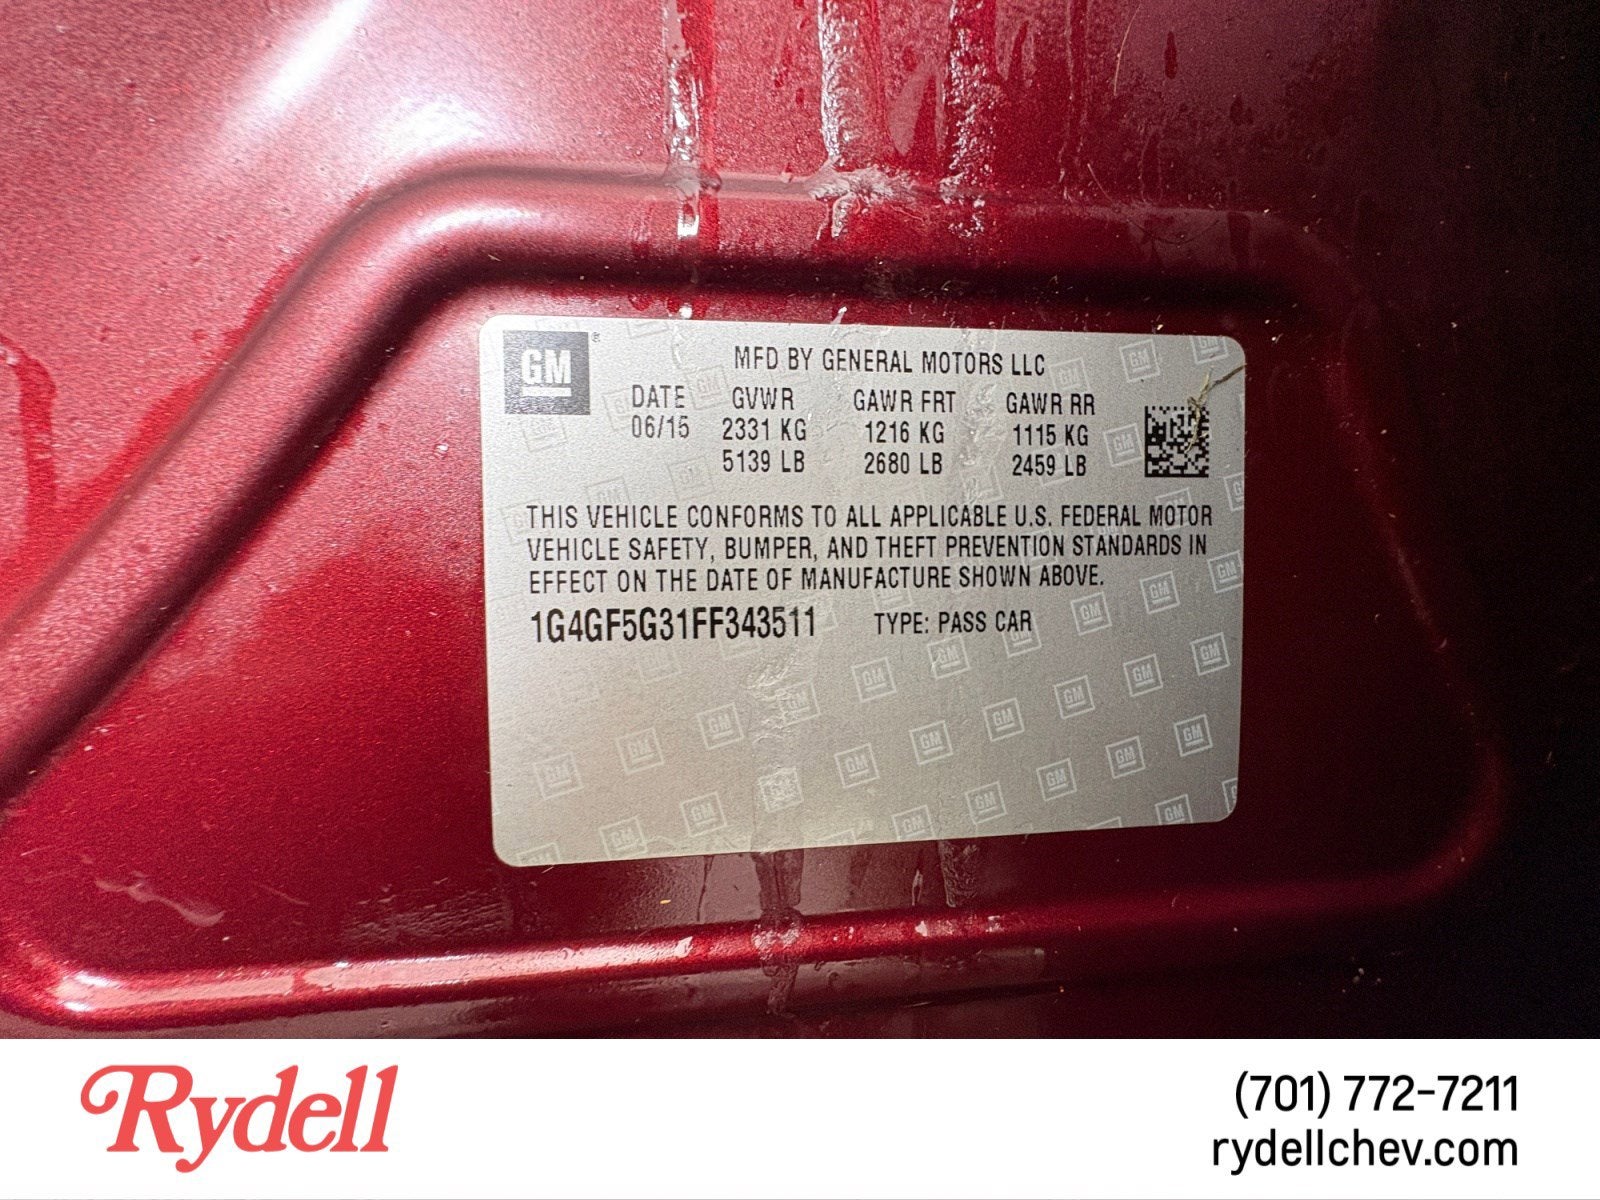 GM
MFD BY GENERAL MOTORS LLC
DATE GVWR GAWR FRT GAWR RR
06/15 2331 KG 1216 KG 1115 KG
5139 LB 2680 LB 2459 LB
THIS VEHICLE CONFORMS TO ALL APPLICABLE U.S. FEDERAL MOTOR
VEHICLE SAFETY, BUMPER, AND THEFT PREVENTION STANDARDS IN
EFFECT ON THE DATE OF MANUFACTURE SHOWN ABOVE.
1G4GF5G31FF343511 TYPE: PASS CAR
Rydell
(701) 772-7211
rydellchev.com